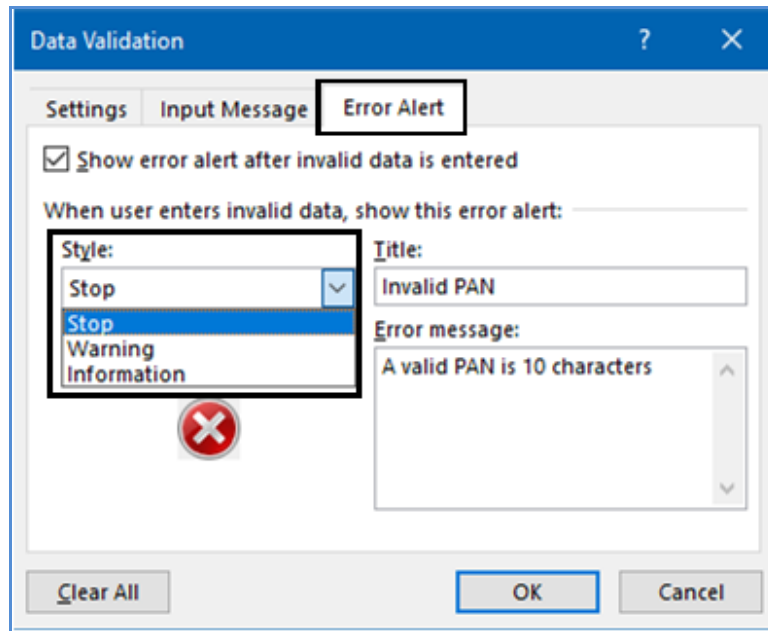 Data Validation ? ×
Settings Input Message Error Alert
Show error alert after invalid data is entered
When user enters invalid data, show this error alert:
Style:
Stop
Stop
Warning
Information
Title:
Invalid PAN
Error message:
A valid PAN is 10 characters
Clear All OK Cancel